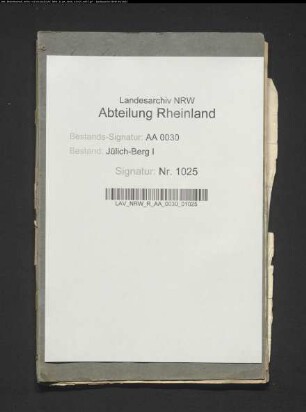 Landesarchiv NRW
Abteilung Rheinland
Bestands-Signatur: AA 0030
Bestand: Jülich-Berg I
Signatur: Nr. 1025
LAV_NRW_R_AA_0030_01025